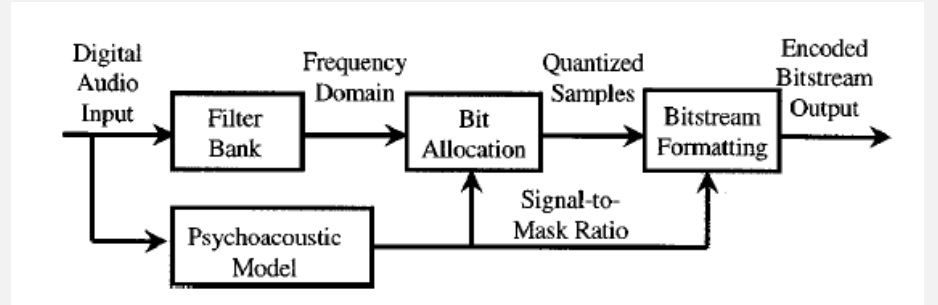 Digital
Audio
Input
Filter
Bank
Frequency
Domain
Bit
Allocation
Quantized
Samples
Bitstream
Formatting
Encoded
Bitstream
Output
Psychoacoustic
Model
Signal-to-
Mask Ratio